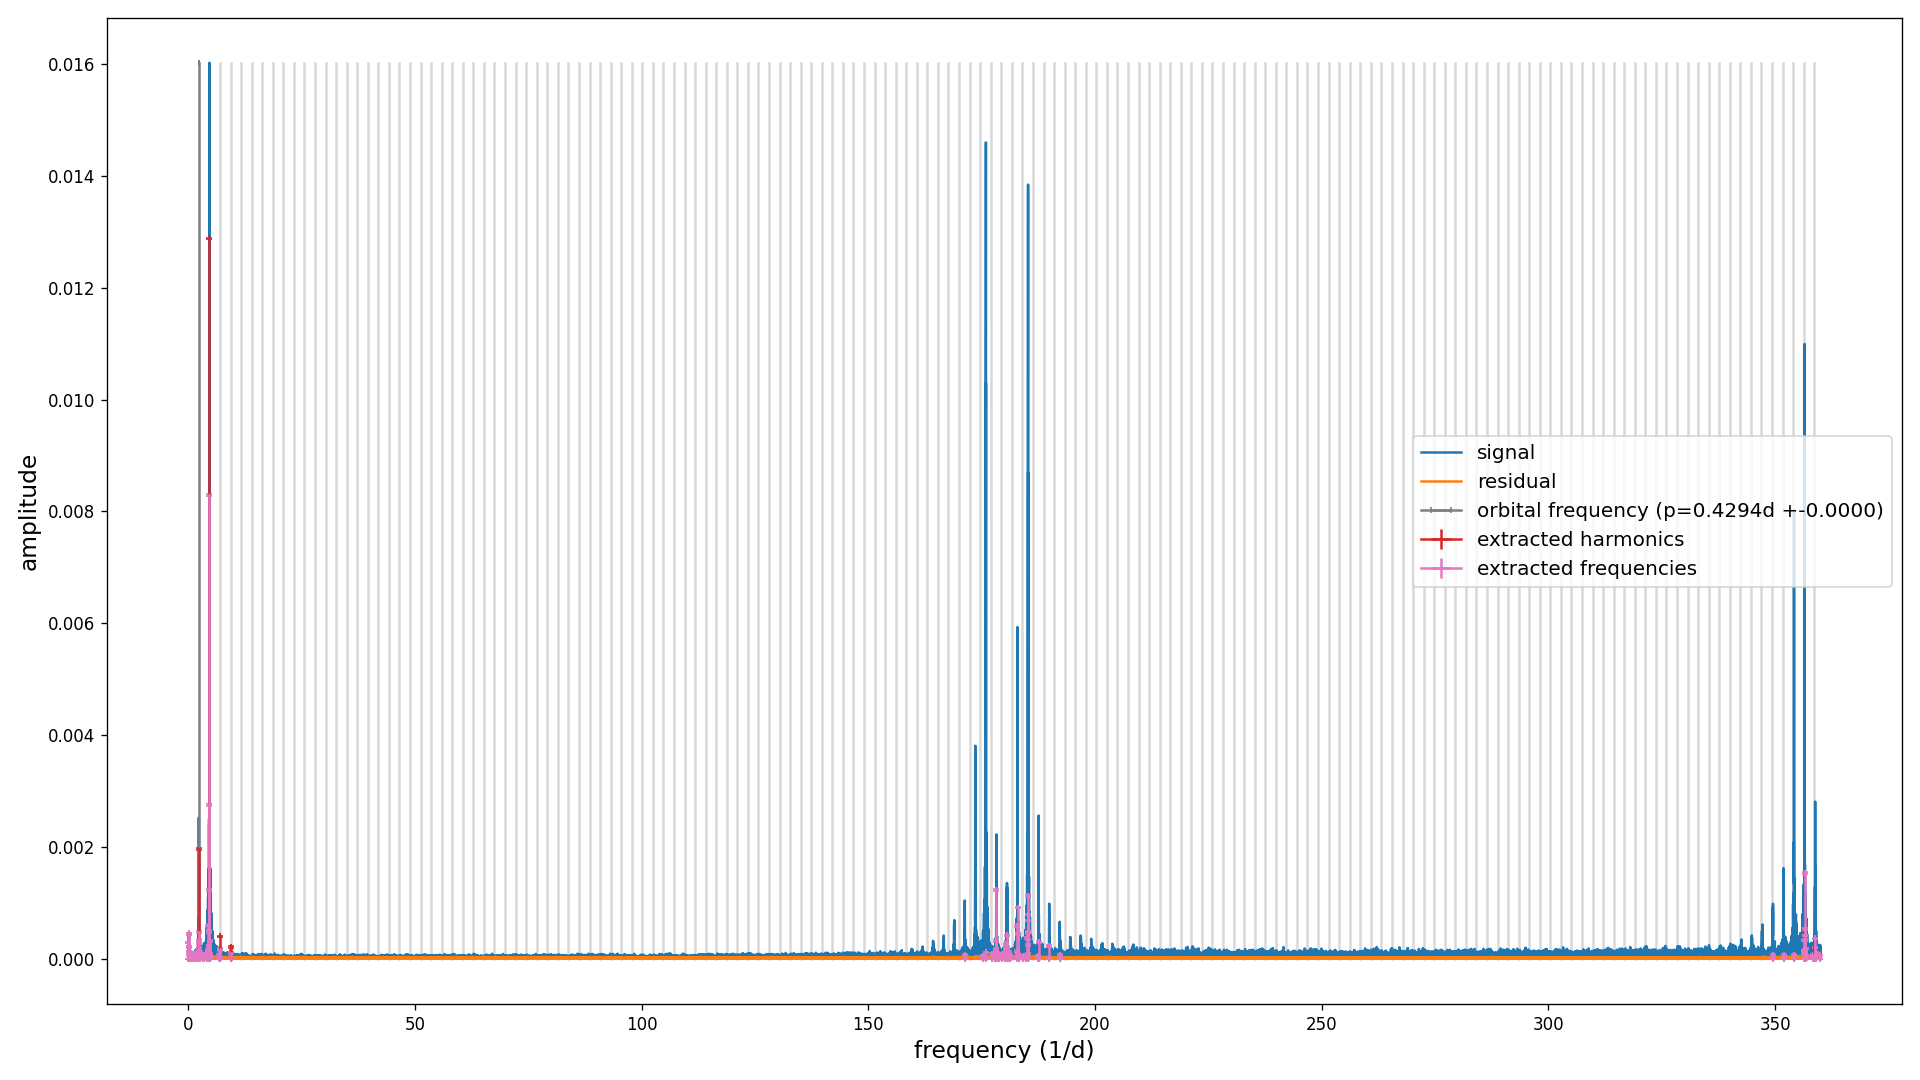 0.016
0.014
0.012
0.010
0.008
0.006
0.004
0.002
0.000
amplitude
signal
residual
orbital frequency (p=0.4294d +-0.0000)
extracted harmonics
extracted frequencies
0 50 100 150 200 250 300 350
frequency (1/d)